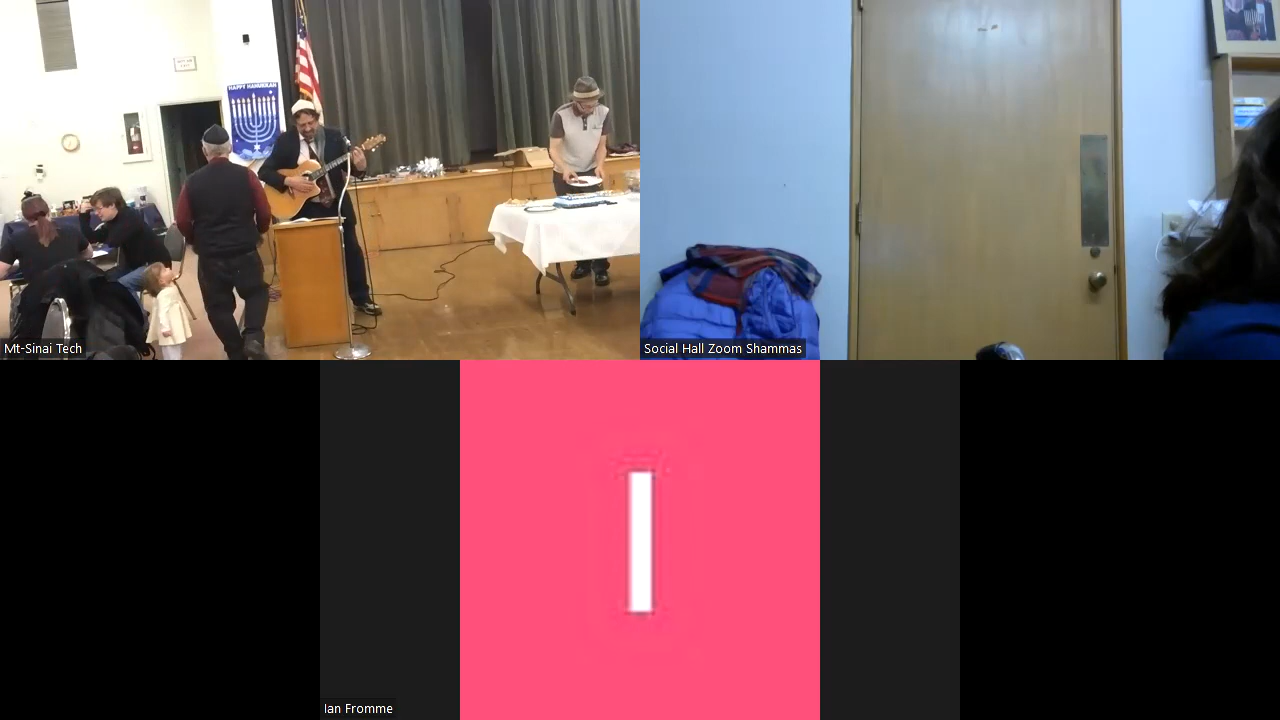 HAPPY HANUKKAH
Mt-Sinai Tech
Social Hall Zoom Shammas
I
Ian Fromme